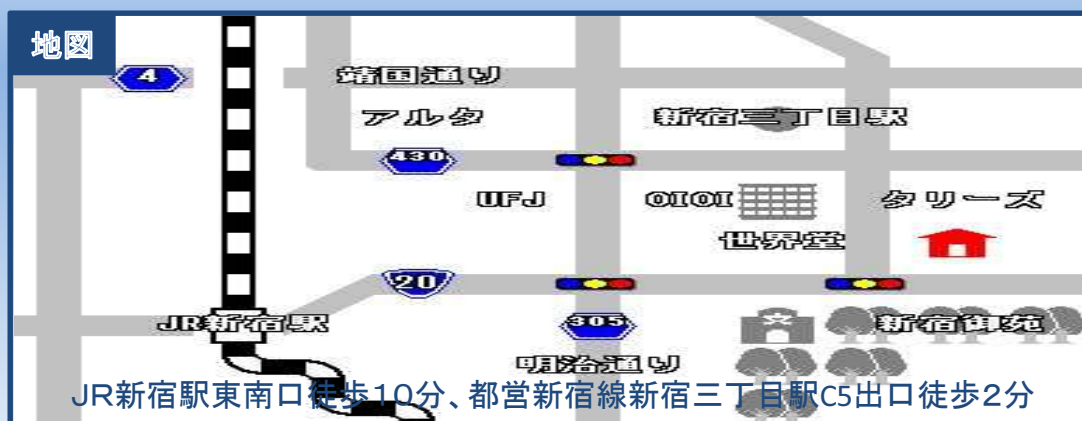 地図
4
靖国通り
アルタ
新宿三丁目駅
430
UFJ
OIOI
タリーズ
世界堂
20
JR新宿駅
305
新宿御苑
明治通り
JR新宿駅東南口徒歩10分、都営新宿線新宿三丁目駅C5出口徒歩2分